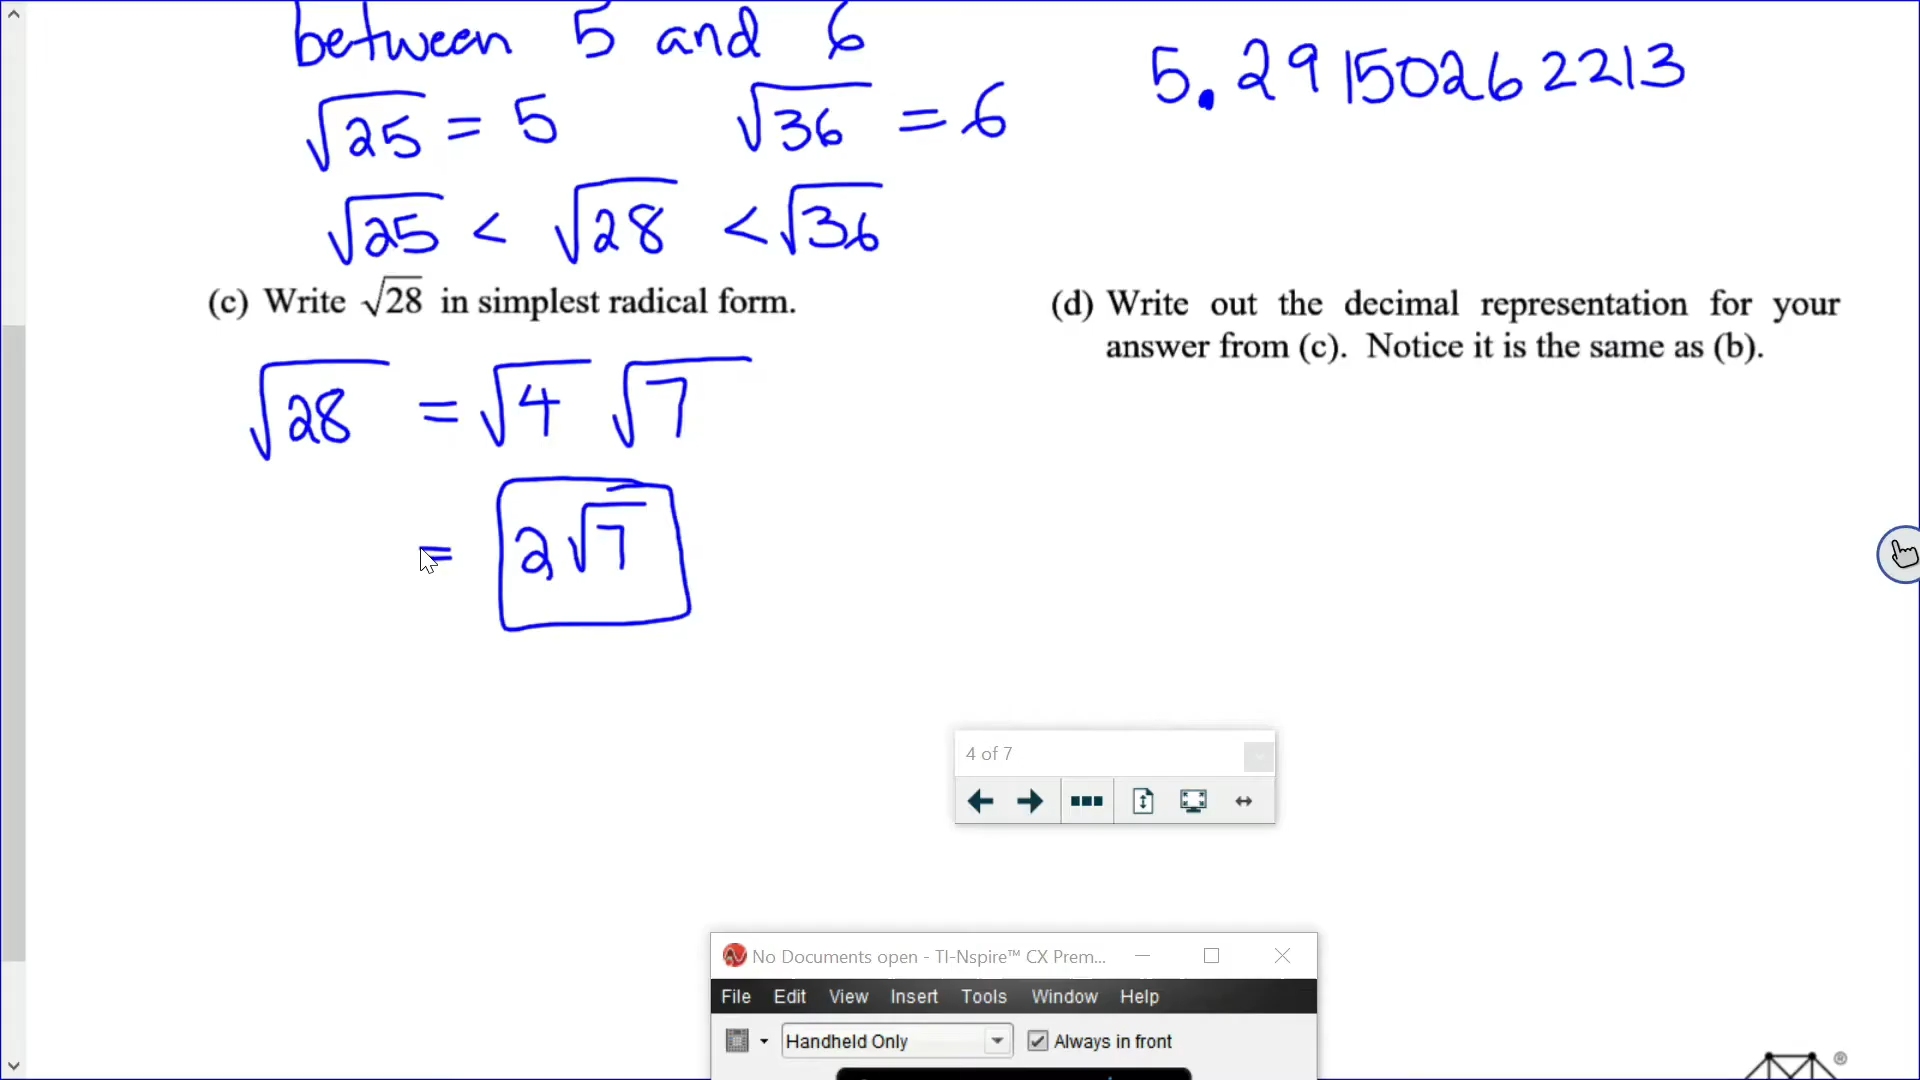 between 5 and 6
5.29150262213
√25 = 5 √36 = 6
√25 < √28 < √36
(c) Write √28 in simplest radical form.
√28 = √4 √7
= 2√7
(d) Write out the decimal representation for your
answer from (c). Notice it is the same as (b).
4 of 7
No Documents open - TI-Nspire™ CX Prem...
File Edit View Insert Tools Window Help
Handheld Only Always in front
®